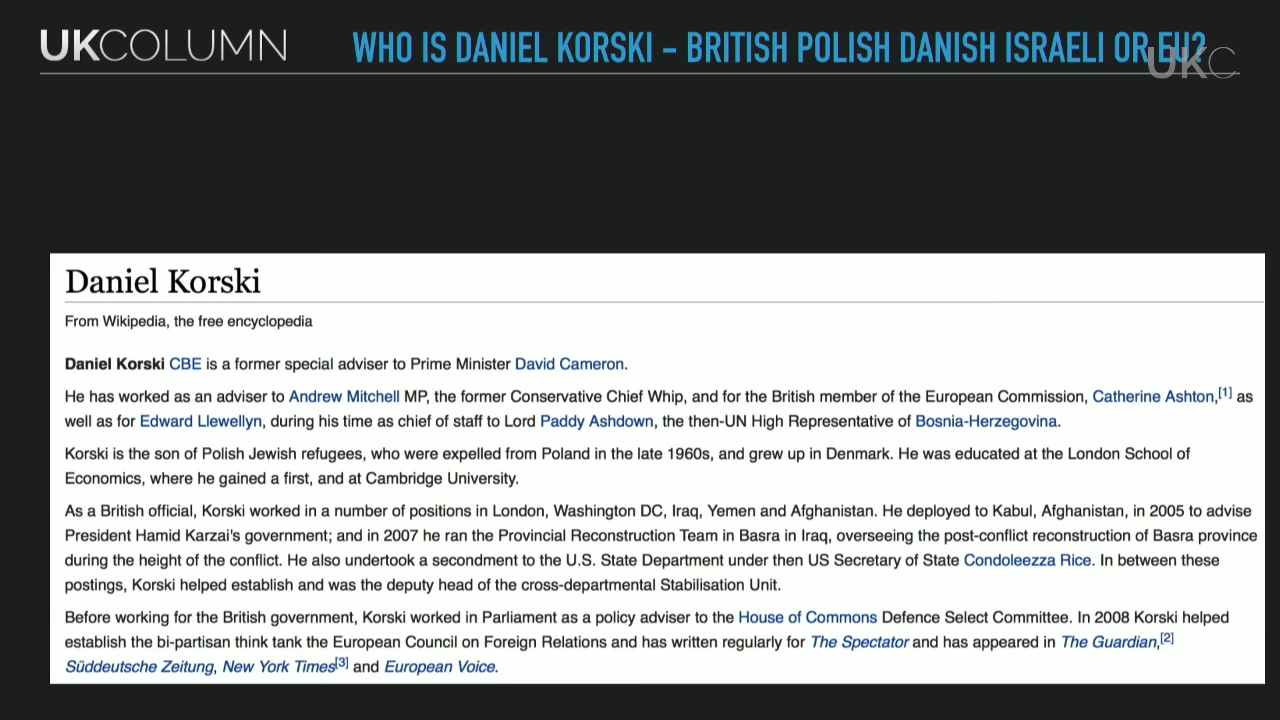 UKCOLUMN
WHO IS DANIEL KORSKI – BRITISH POLISH DANISH ISRAELI OR EU?
UKC
Daniel Korski
From Wikipedia, the free encyclopedia
Daniel Korski CBE is a former special adviser to Prime Minister David Cameron.
He has worked as an adviser to Andrew Mitchell MP, the former Conservative Chief Whip, and for the British member of the European Commission, Catherine Ashton,[1] as
well as for Edward Llewellyn, during his time as chief of staff to Lord Paddy Ashdown, the then-UN High Representative of Bosnia-Herzegovina.
Korski is the son of Polish Jewish refugees, who were expelled from Poland in the late 1960s, and grew up in Denmark. He was educated at the London School of
Economics, where he gained a first, and at Cambridge University.
As a British official, Korski worked in a number of positions in London, Washington DC, Iraq, Yemen and Afghanistan. He deployed to Kabul, Afghanistan, in 2005 to advise
President Hamid Karzai's government; and in 2007 he ran the Provincial Reconstruction Team in Basra in Iraq, overseeing the post-conflict reconstruction of Basra province
during the height of the conflict. He also undertook a secondment to the U.S. State Department under then US Secretary of State Condoleezza Rice. In between these
postings, Korski helped establish and was the deputy head of the cross-departmental Stabilisation Unit.
Before working for the British government, Korski worked in Parliament as a policy adviser to the House of Commons Defence Select Committee. In 2008 Korski helped
establish the bi-partisan think tank the European Council on Foreign Relations and has written regularly for The Spectator and has appeared in The Guardian,[2]
Süddeutsche Zeitung, New York Times[3] and European Voice.